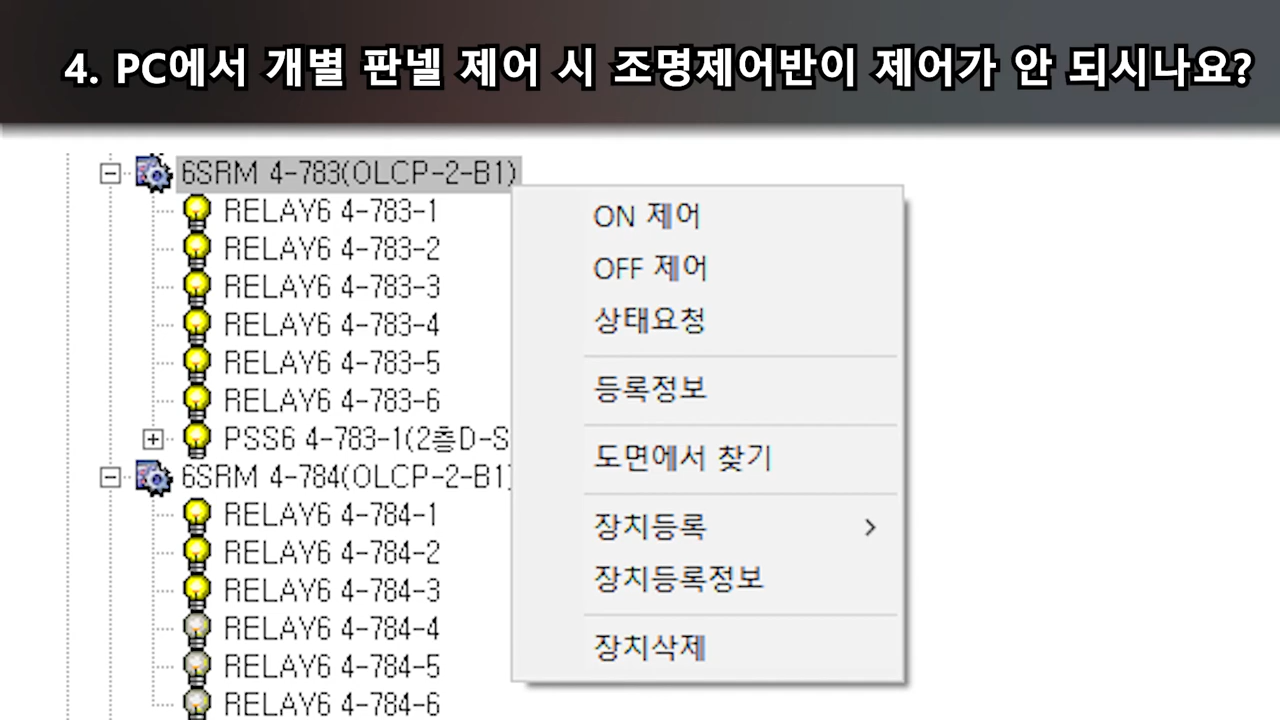 4. PC에서 개별 판넬 제어 시 조명제어반이 제어가 안 되시나요?
6SRM 4-783(OLCP-2-B1)
RELAY6 4-783-1
RELAY6 4-783-2
RELAY6 4-783-3
RELAY6 4-783-4
RELAY6 4-783-5
RELAY6 4-783-6
PSS6 4-783-1(2층D-S
6SRM 4-784(OLCP-2-B1)
RELAY6 4-784-1
RELAY6 4-784-2
RELAY6 4-784-3
RELAY6 4-784-4
RELAY6 4-784-5
RELAY6 4-784-6
ON 제어
OFF 제어
상태요청
등록정보
도면에서 찾기
장치등록
장치등록정보
장치삭제